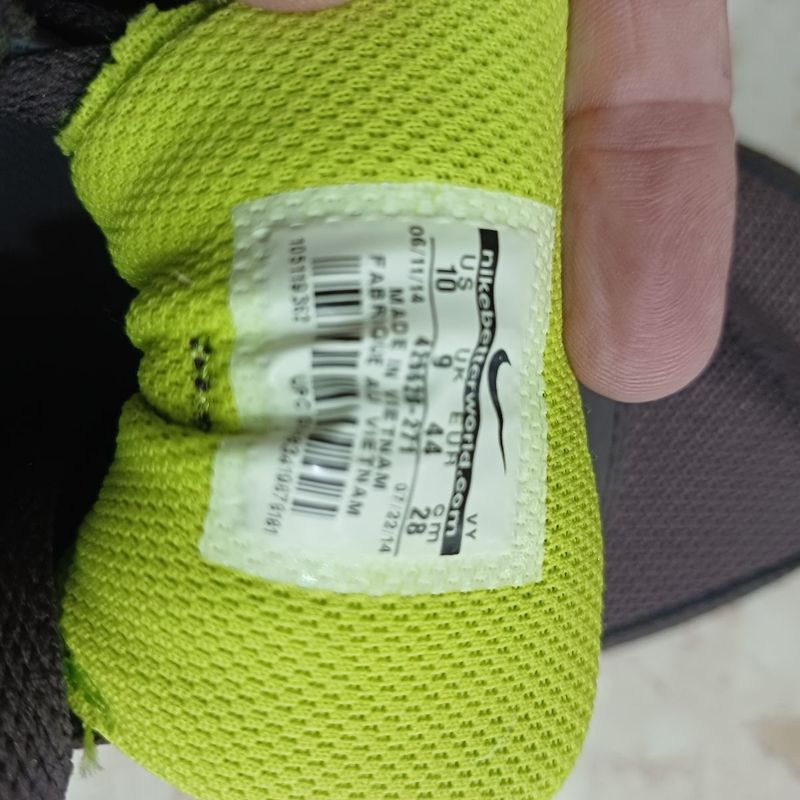 nikebetterworld.com
VY
US UK EUR cm
10 9 44 28
06/11/14 07/22/14
MADE IN VIETNAM
FABRIQUE AU VIETNAM